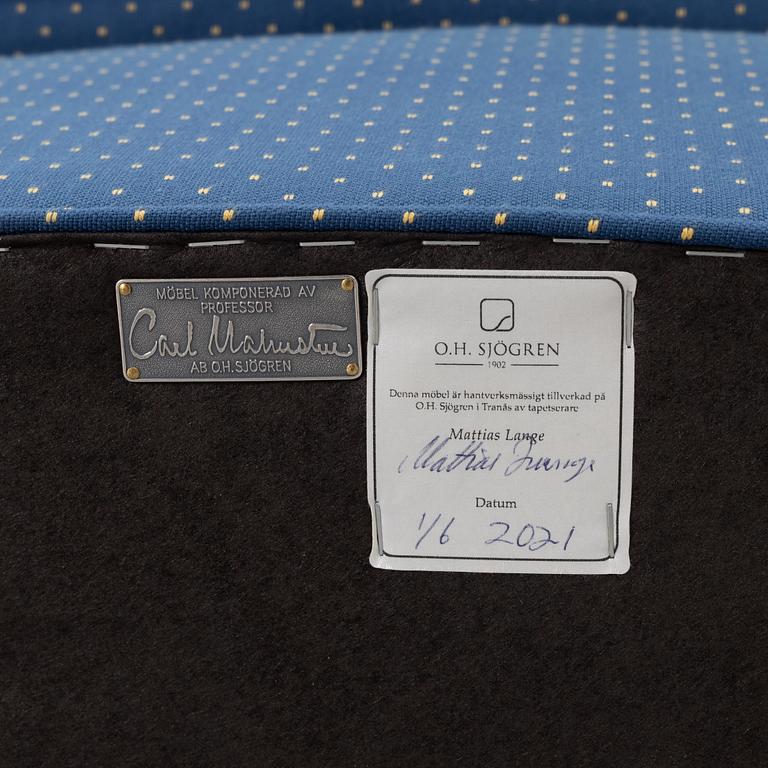 MÖBEL KOMPONERAD AV
PROFESSOR
Carl Malmsten
AB O.H.SJÖGREN
O.H. SJÖGREN
1902
Denna möbel är hantverksmässigt tillverkad på
O.H. Sjögren i Tranås av tapetserare
Mattias Lange
Mattias Lange
Datum
1/6 2021